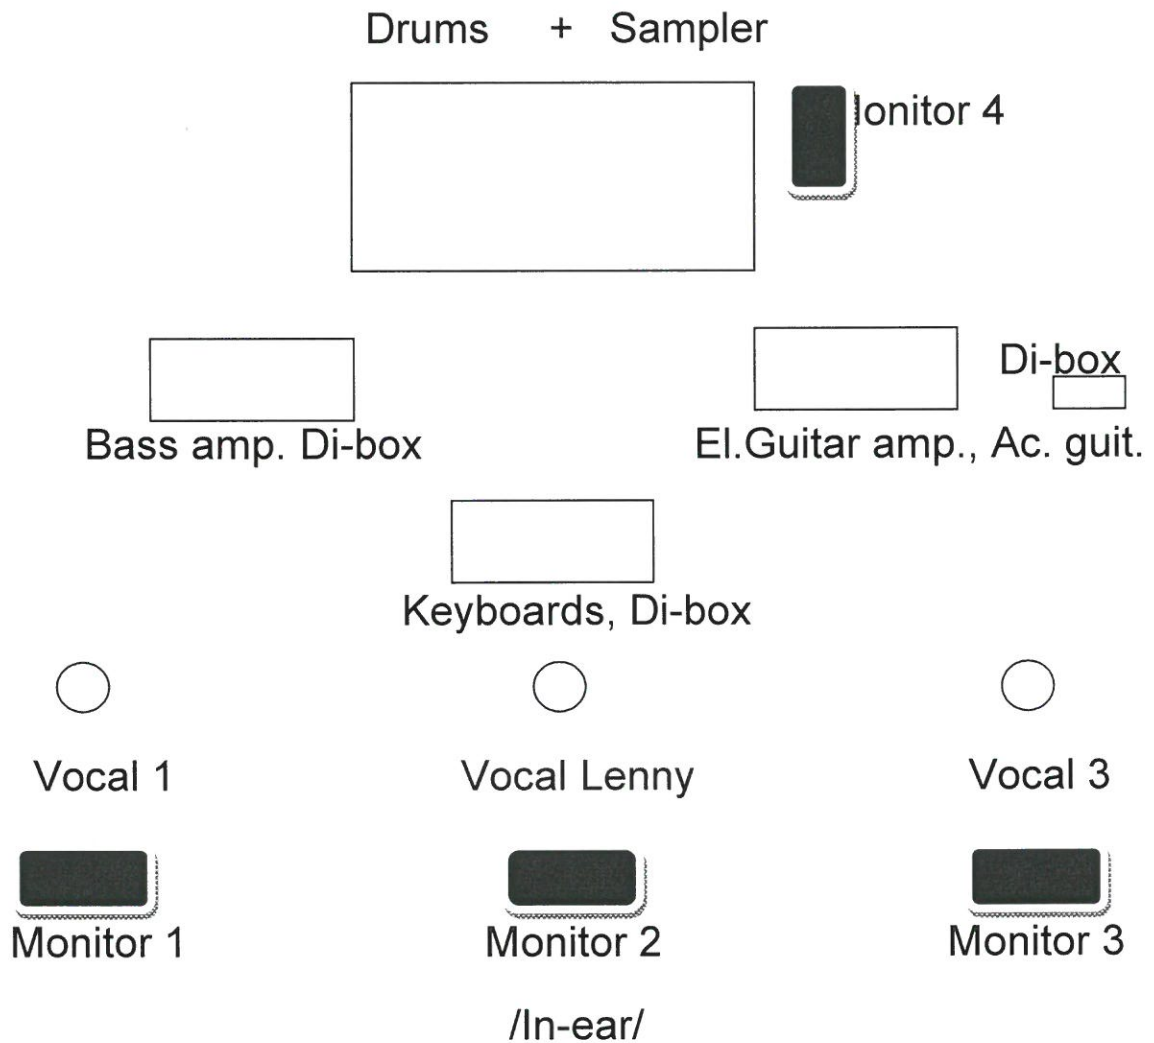 Drums + Sampler
onitor 4
Di-box
Bass amp. Di-box
El.Guitar amp., Ac. guit.
Keyboards, Di-box
Vocal 1
Vocal Lenny
Vocal 3
Monitor 1
Monitor 2
Monitor 3
/In-ear/